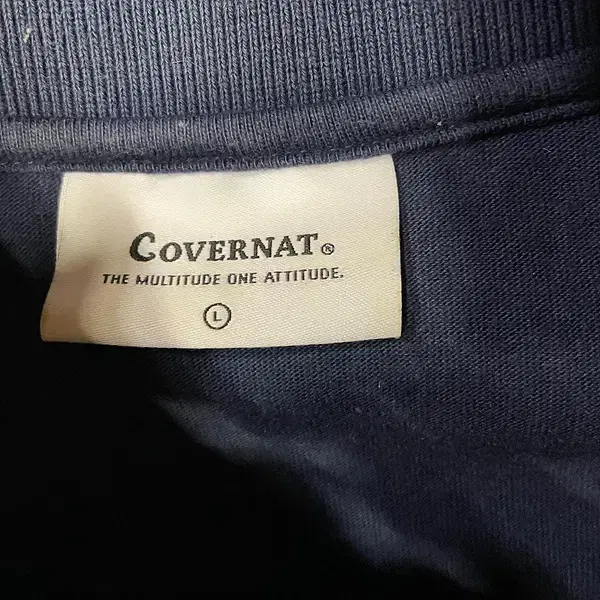 COVERNAT®
THE MULTITUDE ONE ATTITUDE.
L